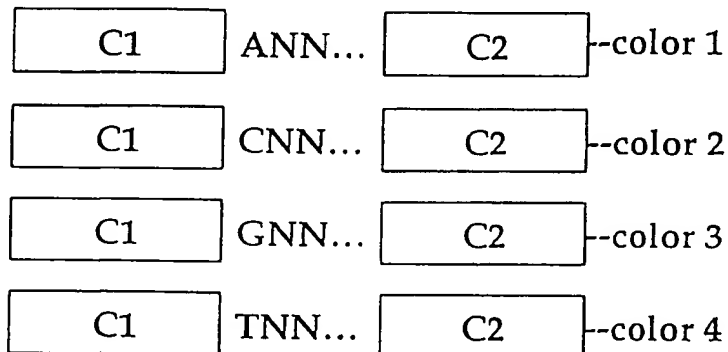 C1 ANN... C2 --color 1
C1 CNN... C2 --color 2
C1 GNN... C2 --color 3
C1 TNN... C2 --color 4